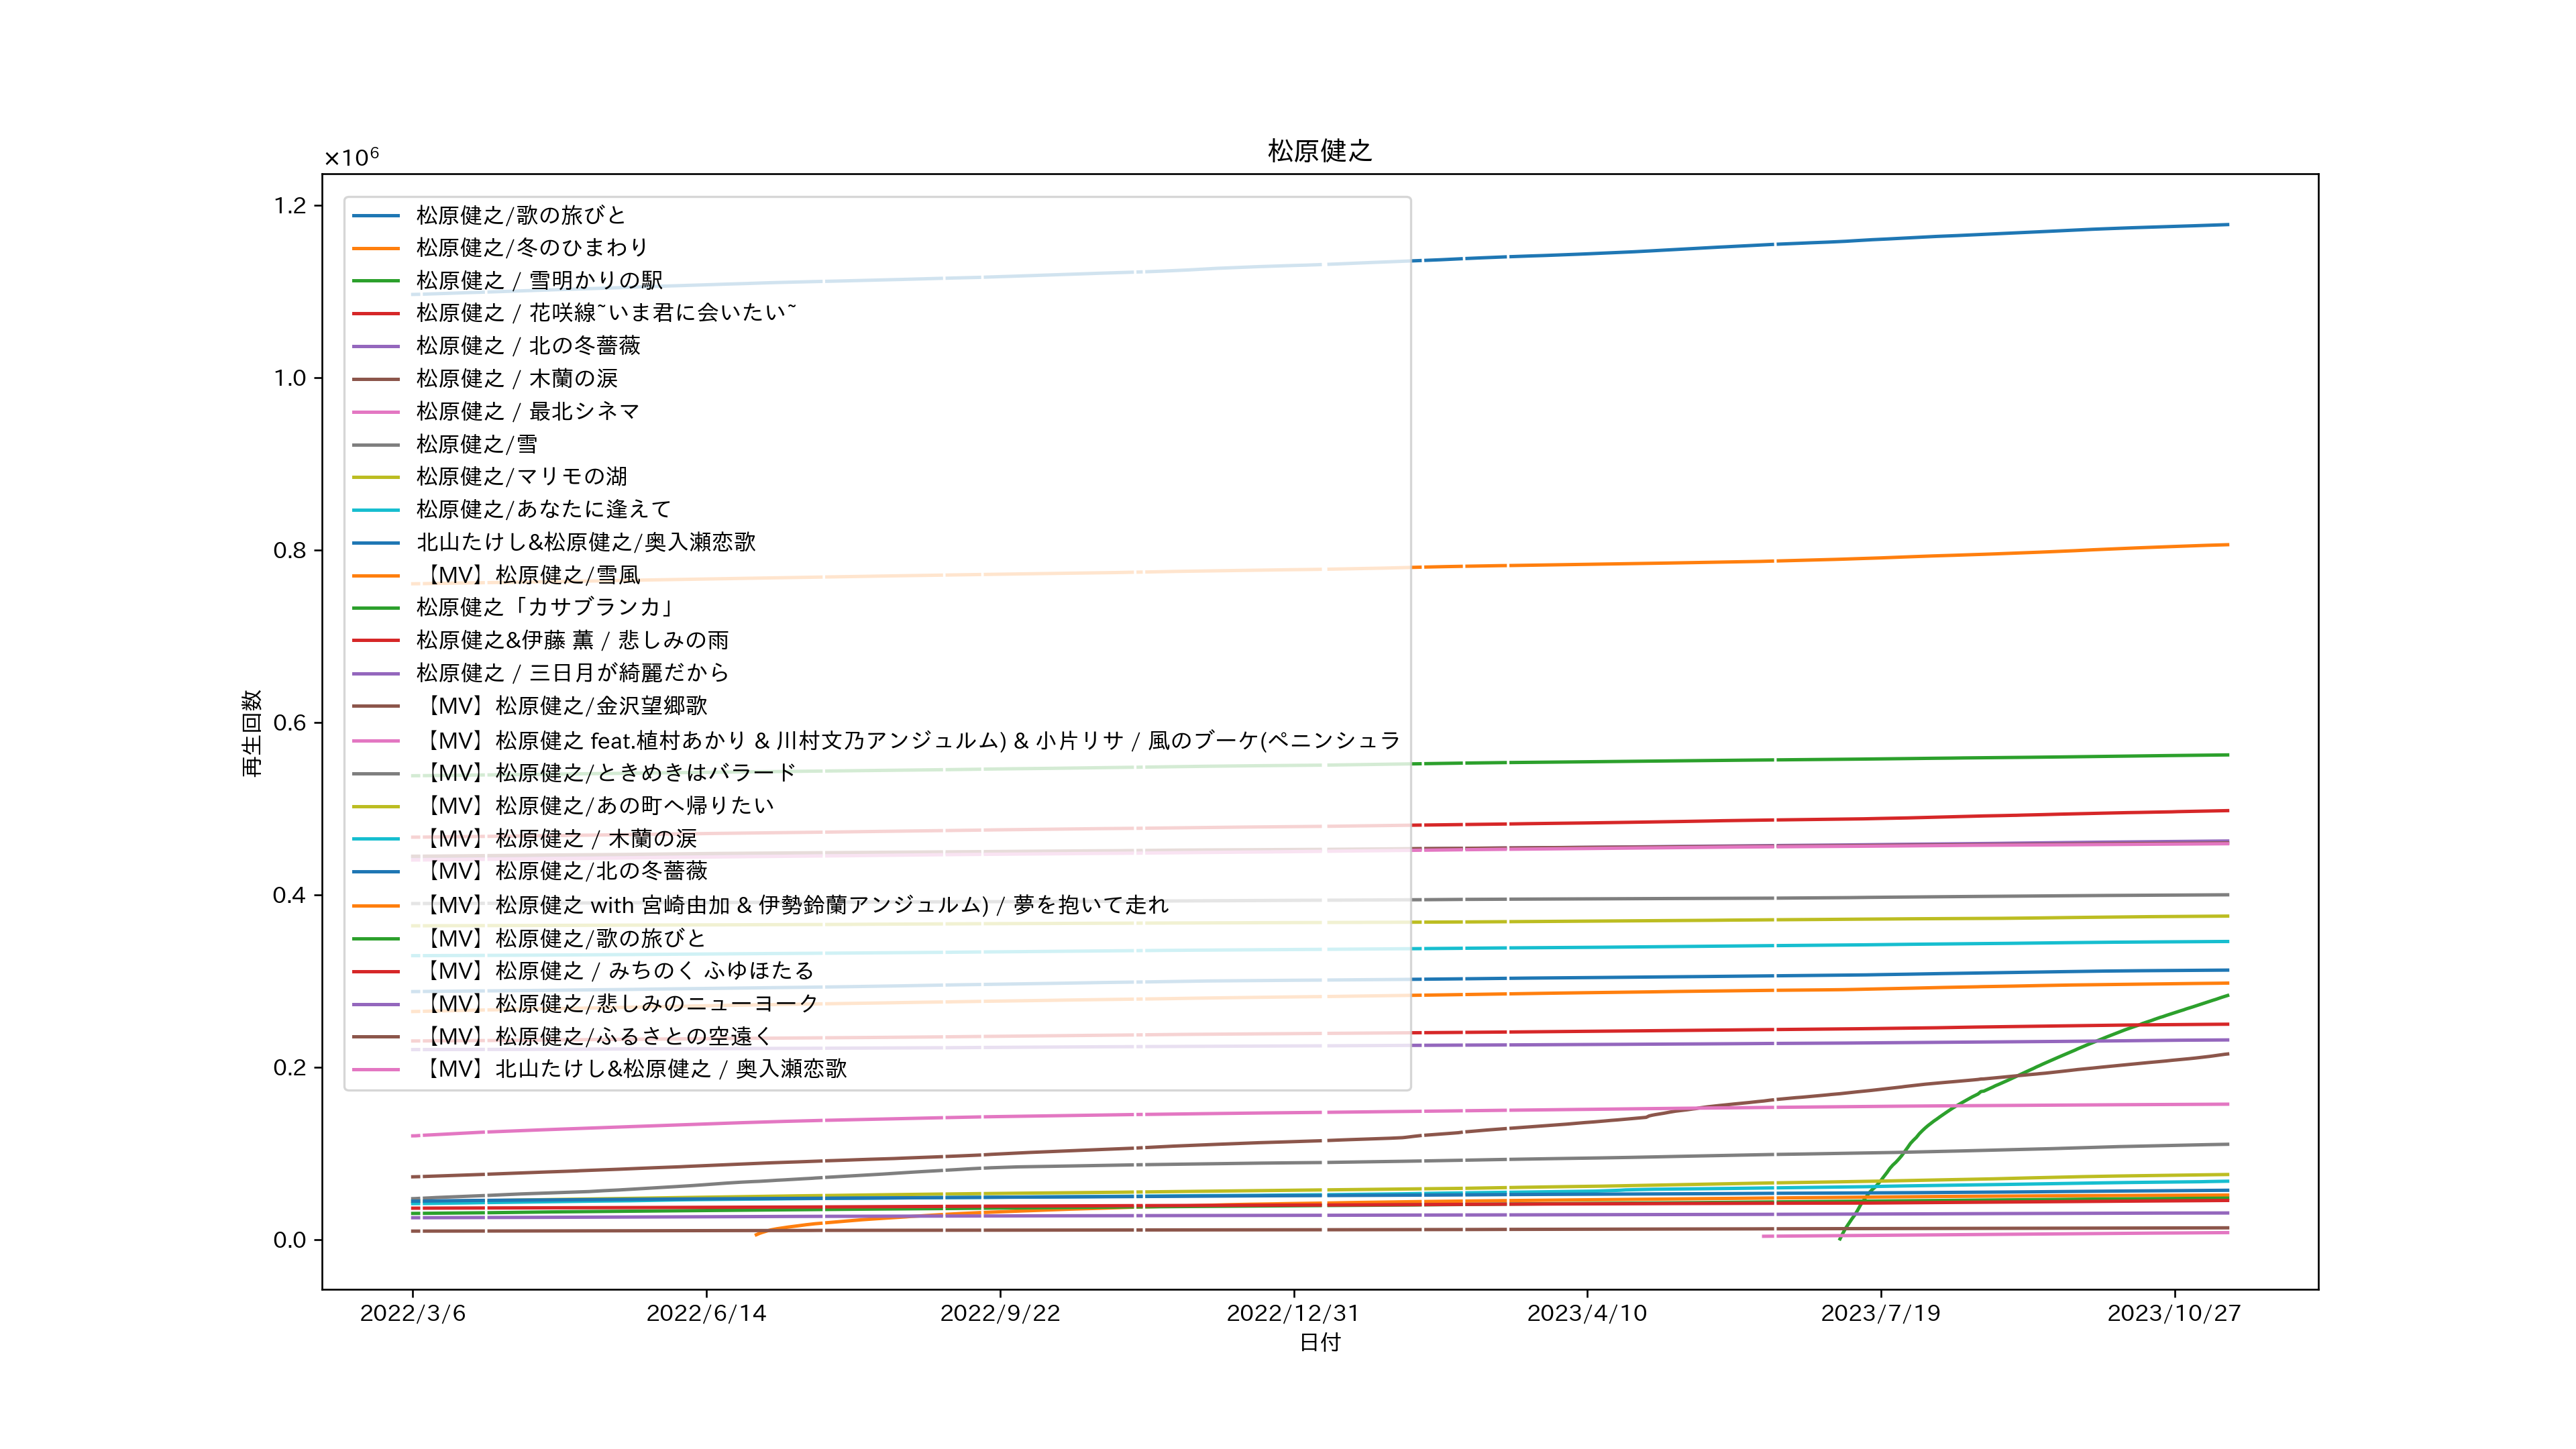 松原健之
×10⁶
1.2
1.0
0.8
0.6
0.4
0.2
0.0
再生回数
松原健之/歌の旅びと
松原健之/冬のひまわり
松原健之 / 雪明かりの駅
松原健之 / 花咲線~いま君に会いたい~
松原健之 / 北の冬薔薇
松原健之 / 木蘭の涙
松原健之 / 最北シネマ
松原健之/雪
松原健之/マリモの湖
松原健之/あなたに逢えて
北山たけし&松原健之/奥入瀬恋歌
【MV】松原健之/雪風
松原健之「カサブランカ」
松原健之&伊藤 薫 / 悲しみの雨
松原健之 / 三日月が綺麗だから
【MV】松原健之/金沢望郷歌
【MV】松原健之 feat.植村あかり & 川村文乃アンジュルム) & 小片リサ / 風のブーケ(ペニンシュラ
【MV】松原健之/ときめきはバラード
【MV】松原健之/あの町へ帰りたい
【MV】松原健之 / 木蘭の涙
【MV】松原健之/北の冬薔薇
【MV】松原健之 with 宮崎由加 & 伊勢鈴蘭アンジュルム) / 夢を抱いて走れ
【MV】松原健之/歌の旅びと
【MV】松原健之 / みちのく ふゆほたる
【MV】松原健之/悲しみのニューヨーク
【MV】松原健之/ふるさとの空遠く
【MV】北山たけし&松原健之 / 奥入瀬恋歌
2022/3/6
2022/6/14
2022/9/22
2022/12/31
2023/4/10
2023/7/19
2023/10/27
日付